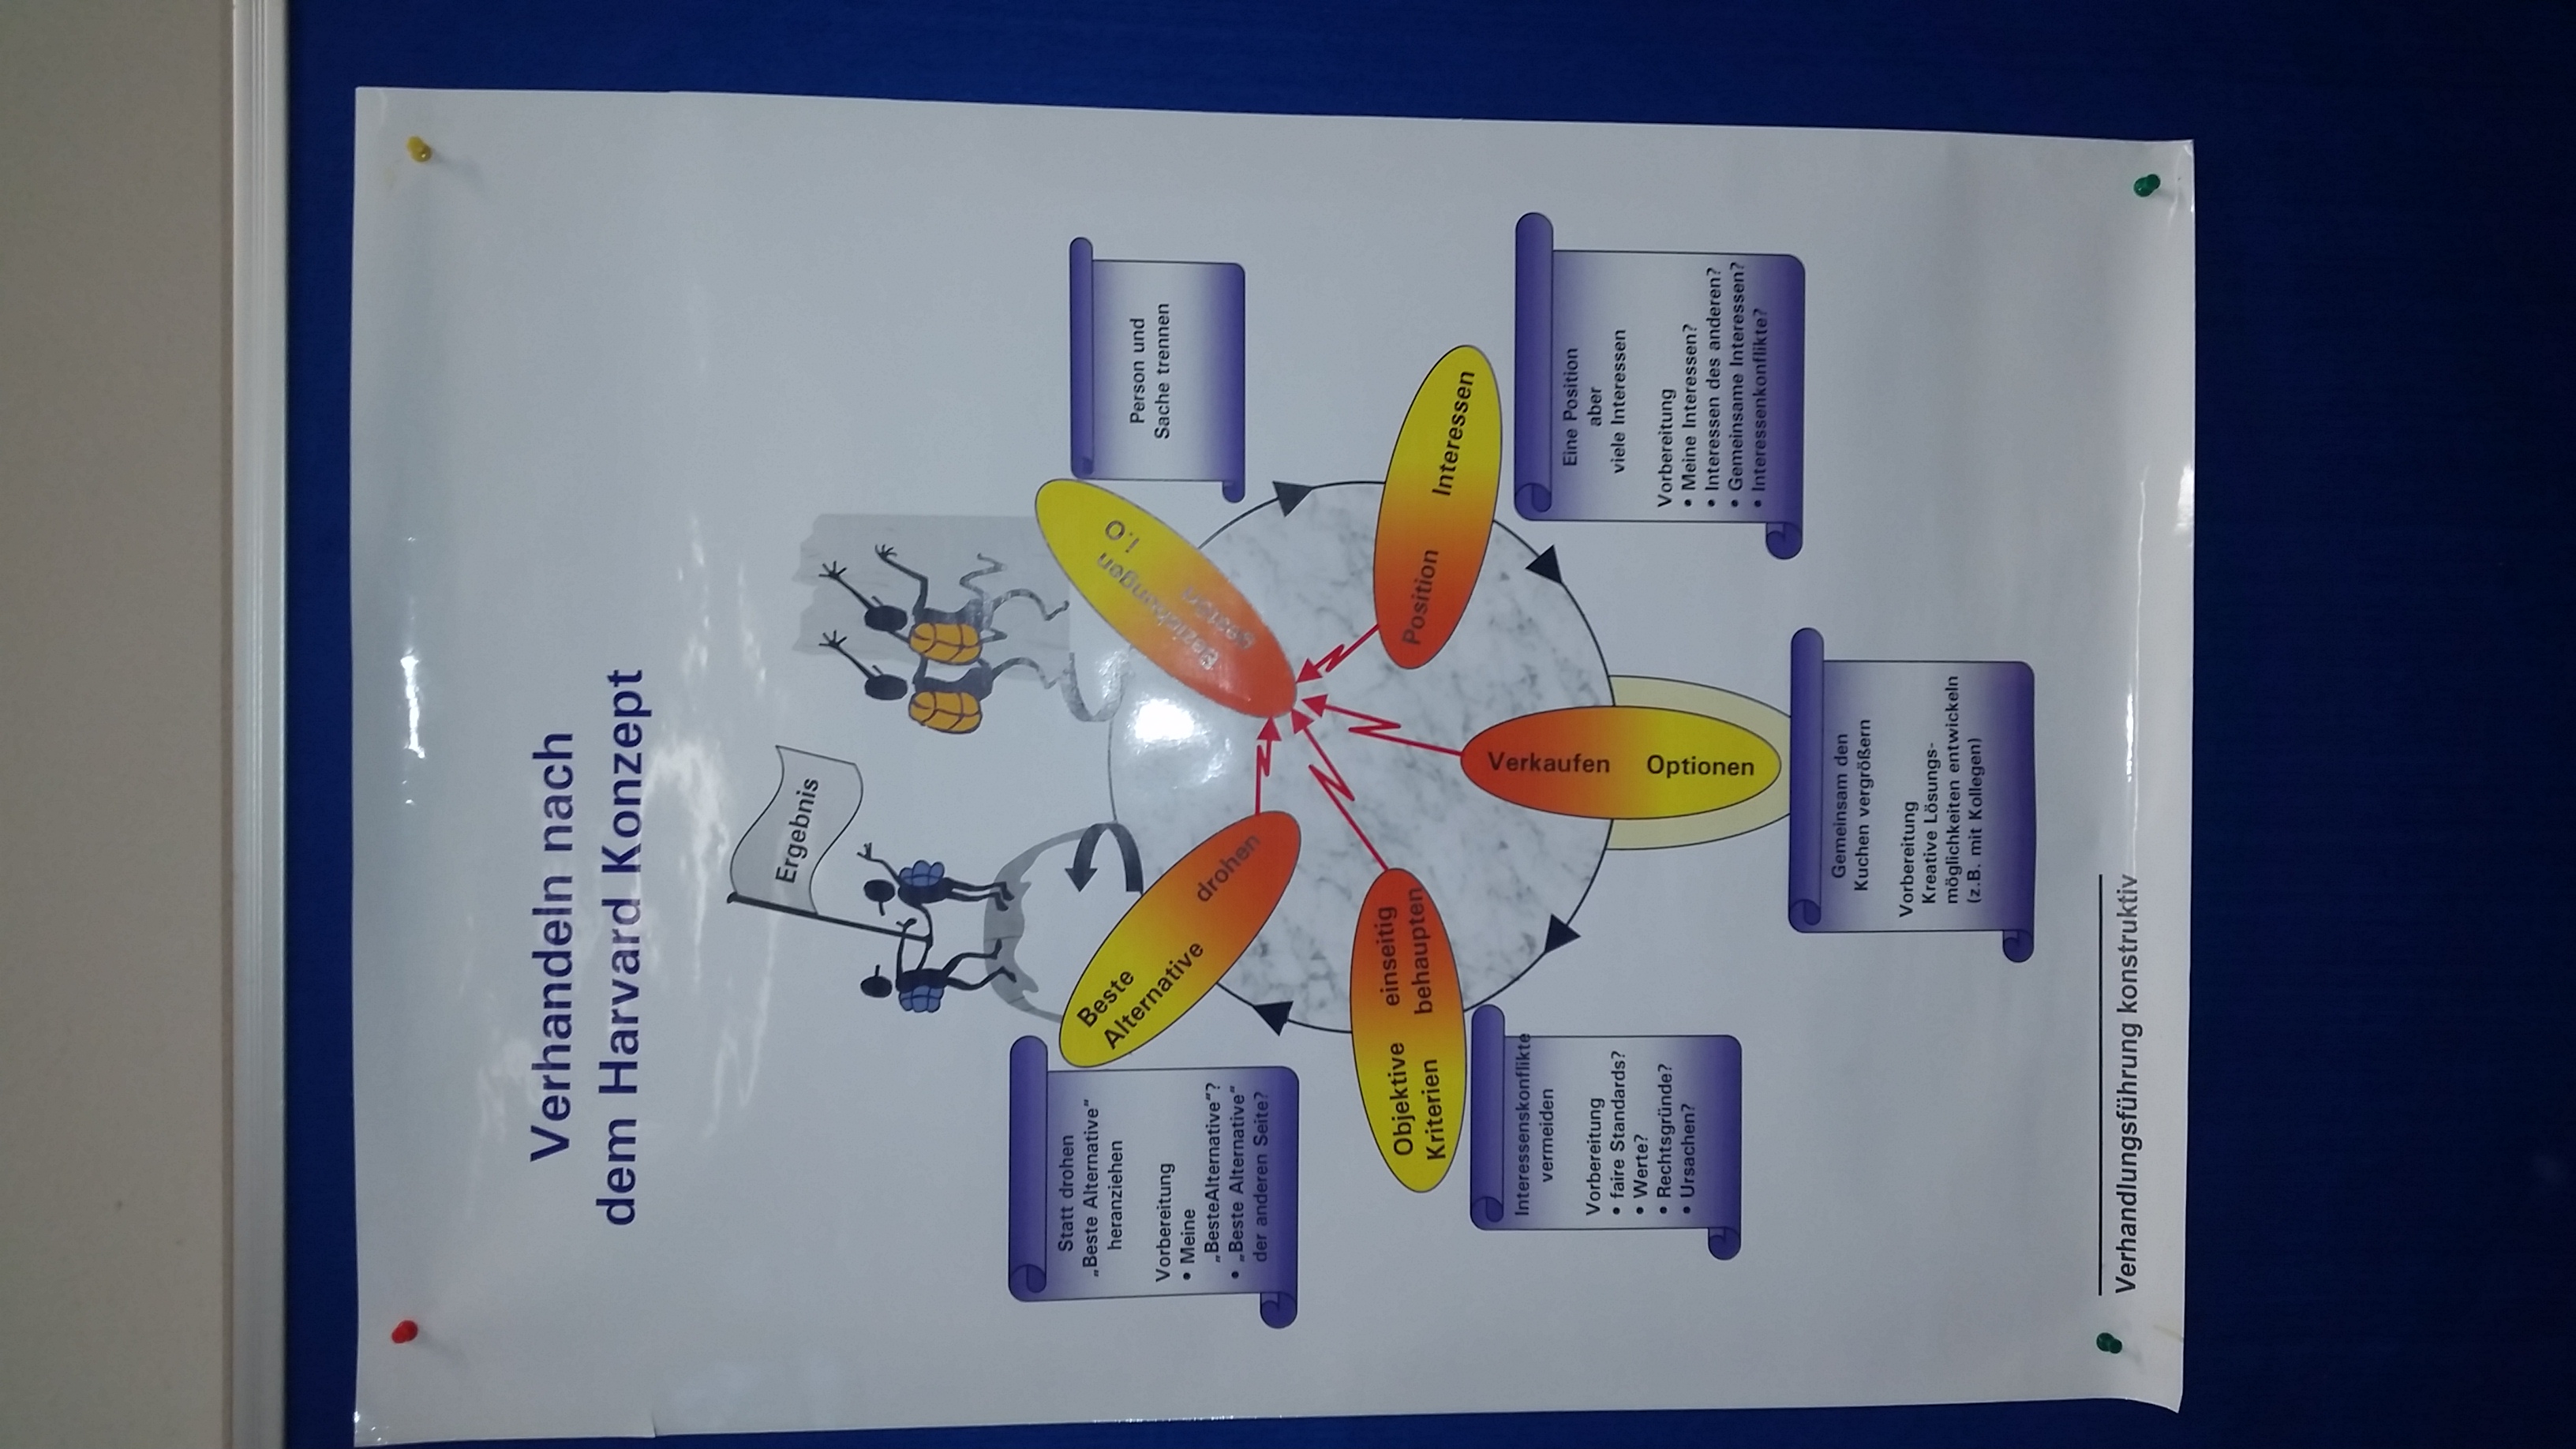 Verhandeln nach
dem Harvard Konzept
Ergebnis
Statt drohen
„Beste Alternative“
heranziehen
Vorbereitung
• Meine
„BesteAlternative“?
• „Beste Alternative“
der anderen Seite?
Beste
Alternative
drohen
Beziehungen
i.O
gestört
Person und
Sache trennen
Objektive
Kriterien
einseitig
behaupten
Position
Interessen
Verkaufen
Optionen
Interessenskonflikte
vermeiden
Vorbereitung
• faire Standards?
• Werte?
• Rechtsgründe?
• Ursachen?
Eine Position
aber
viele Interessen
Vorbereitung
• Meine Interessen?
• Interessen des anderen?
• Gemeinsame Interessen?
• Interessenkonflikte?
Gemeinsam den
Kuchen vergrößern
Vorbereitung
Kreative Lösungs-
möglichkeiten entwickeln
(z.B. mit Kollegen)
Verhandlungsführung konstruktiv